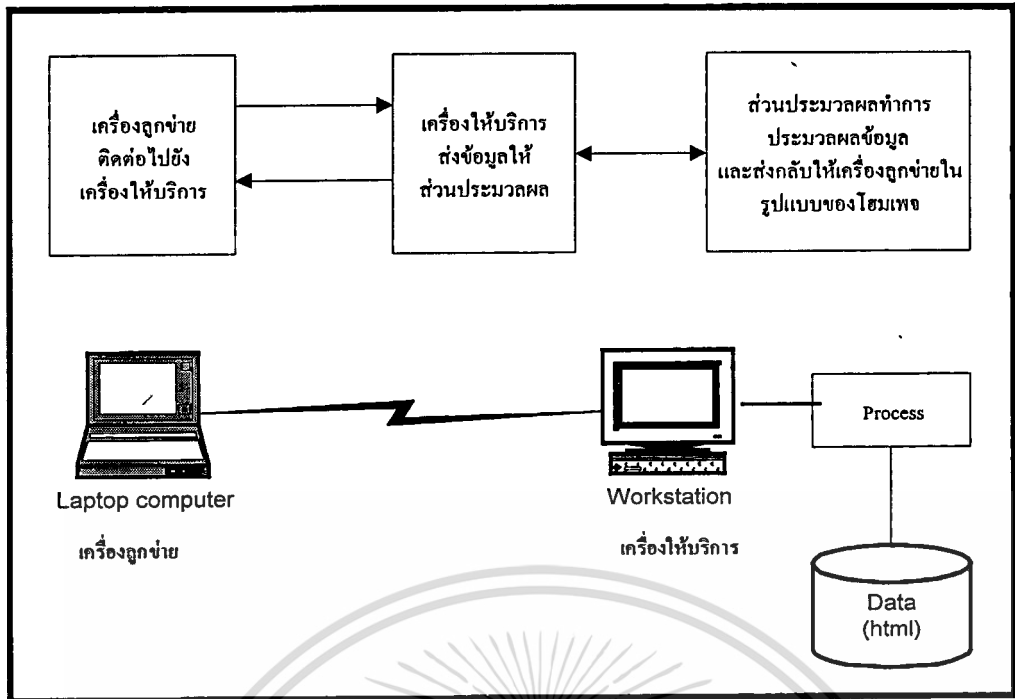 เครื่องลูกข่าย
ติดต่อไปยัง
เครื่องให้บริการ
เครื่องให้บริการ
ส่งข้อมูลให้
ส่วนประมวลผล
ส่วนประมวลผลทำการ
ประมวลผลข้อมูล
และส่งกลับให้เครื่องลูกข่ายใน
รูปแบบของโฮมเพจ
Process
Laptop computer
Workstation
เครื่องลูกข่าย
เครื่องให้บริการ
Data
(html)